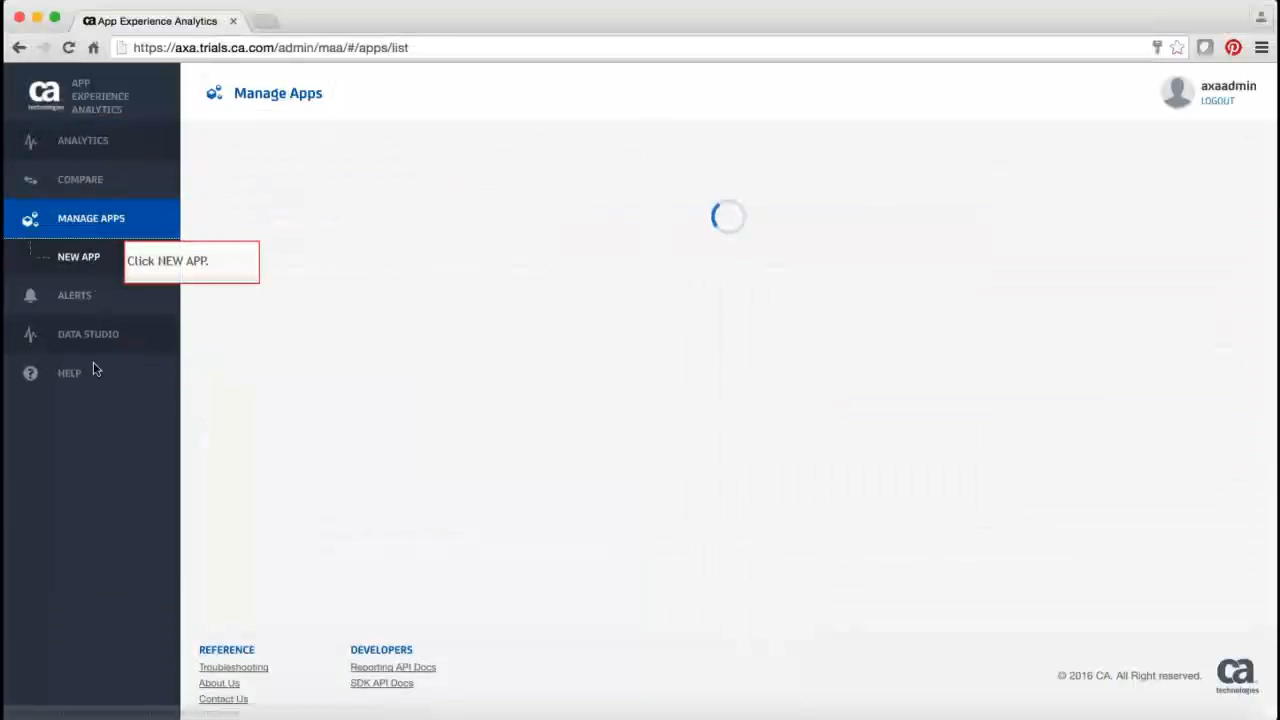 App Experience Analytics
https://axa.trials.ca.com/admin/maa/#/apps/list
ca technologies
APP
EXPERIENCE
ANALYTICS
Manage Apps
axaadmin
LOGOUT
ANALYTICS
COMPARE
MANAGE APPS
NEW APP
Click NEW APP.
ALERTS
DATA STUDIO
HELP
REFERENCE
Troubleshooting
About Us
Contact Us
DEVELOPERS
Reporting API Docs
SDK API Docs
© 2016 CA. All Right reserved.
ca technologies